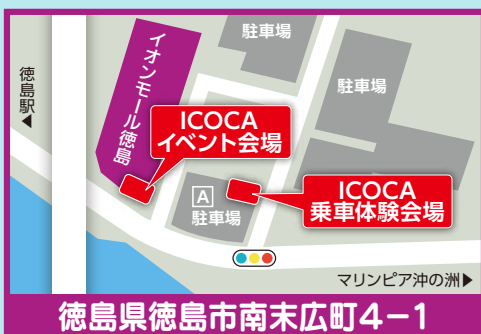 駐車場
徳島駅◀
イオンモール徳島
駐車場
ICOCA
イベント会場
A
駐車場
ICOCA
乗車体験会場
マリンピア沖の洲▶
徳島県徳島市南末広町4−1